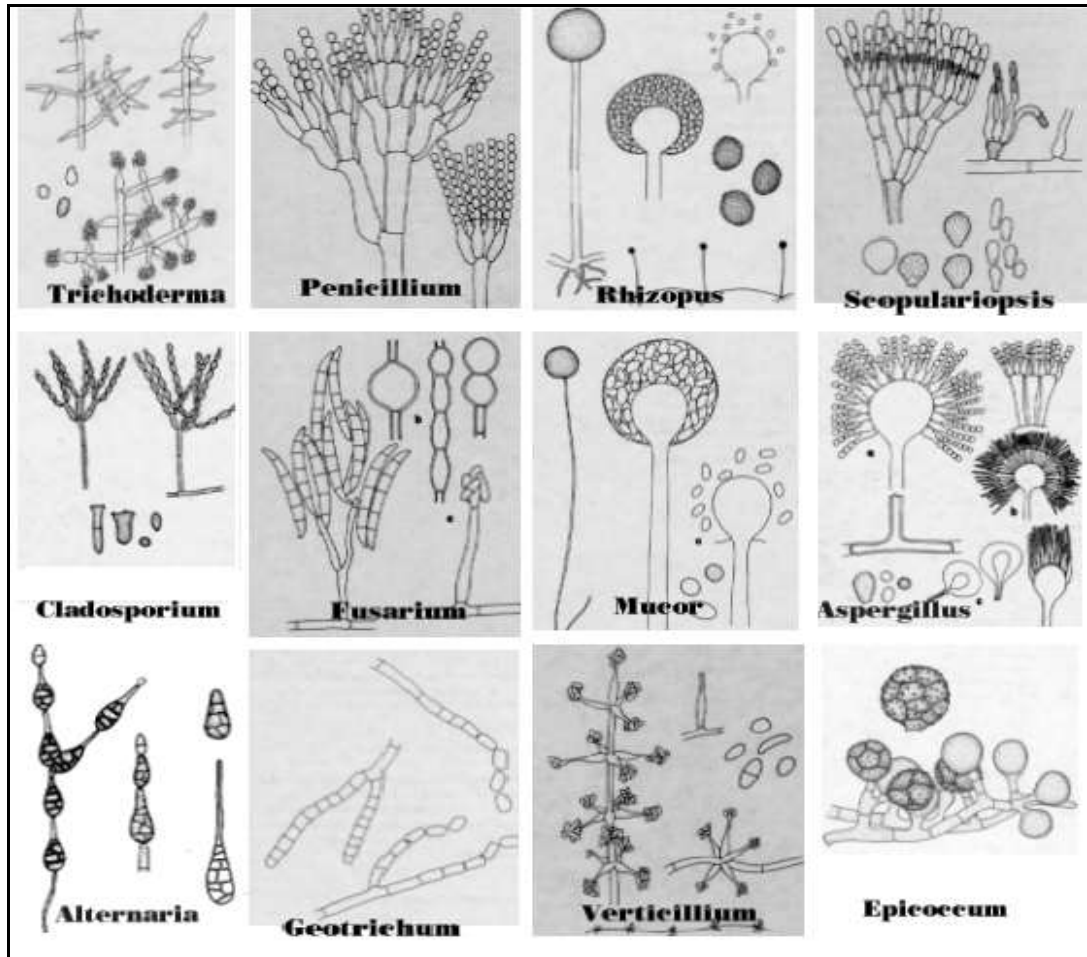 Trichoderma
Penicillium
Rhizopus
Scopulariopsis
b
c
a
a
b
c
Cladosporium
Fusarium
Mucor
Aspergillus
Alternaria
Geotrichum
Verticillium
Epicoccum